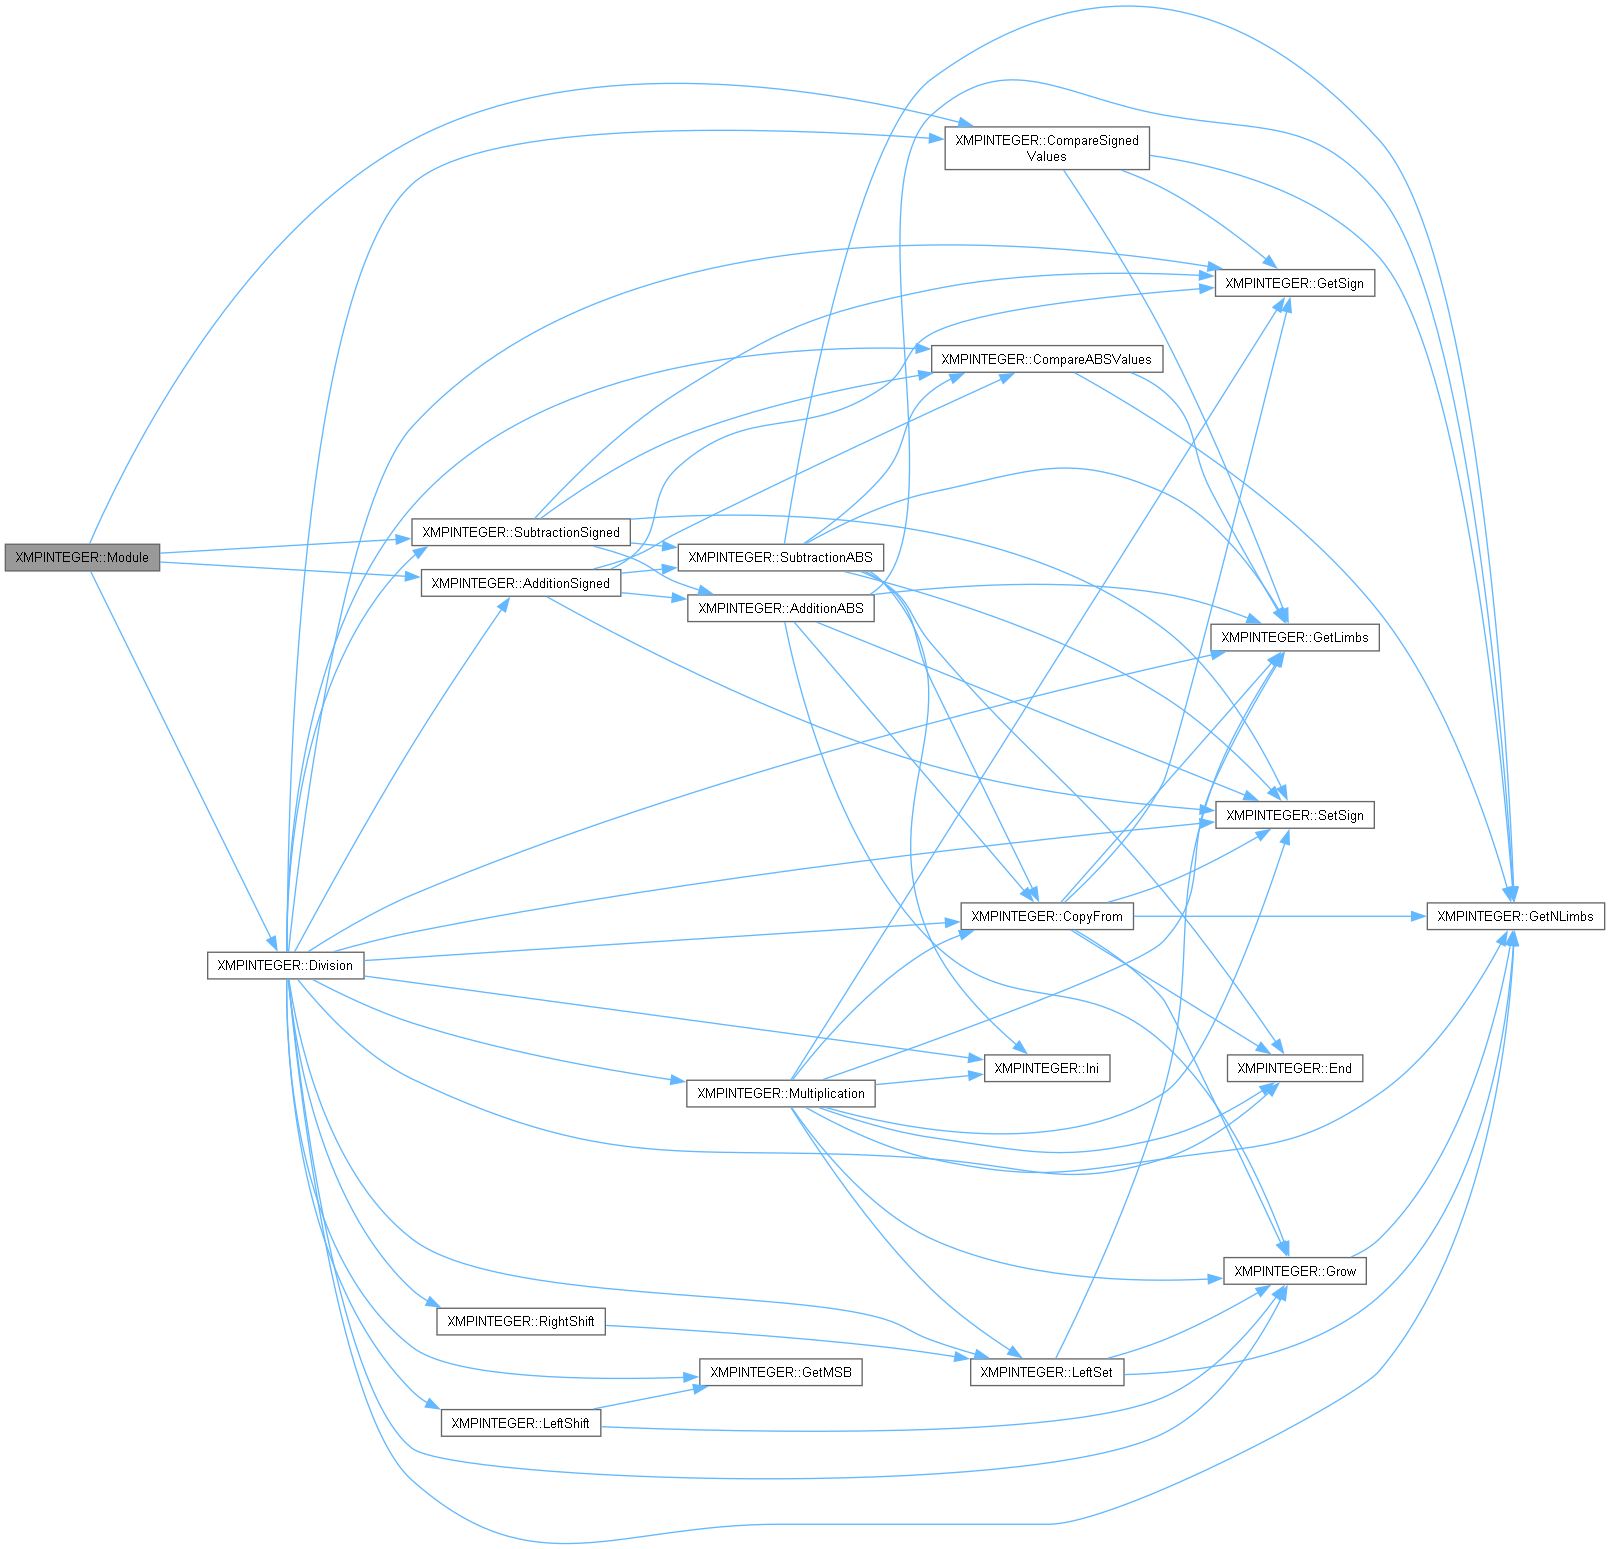 XMPINTEGER::CompareSigned
Values
XMPINTEGER::GetSign
XMPINTEGER::CompareABSValues
XMPINTEGER::SubtractionSigned
XMPINTEGER::Module
XMPINTEGER::SubtractionABS
XMPINTEGER::AdditionSigned
XMPINTEGER::AdditionABS
XMPINTEGER::GetLimbs
XMPINTEGER::SetSign
XMPINTEGER::CopyFrom
XMPINTEGER::GetNLimbs
XMPINTEGER::Division
XMPINTEGER::Ini
XMPINTEGER::End
XMPINTEGER::Multiplication
XMPINTEGER::Grow
XMPINTEGER::RightShift
XMPINTEGER::GetMSB
XMPINTEGER::LeftSet
XMPINTEGER::LeftShift